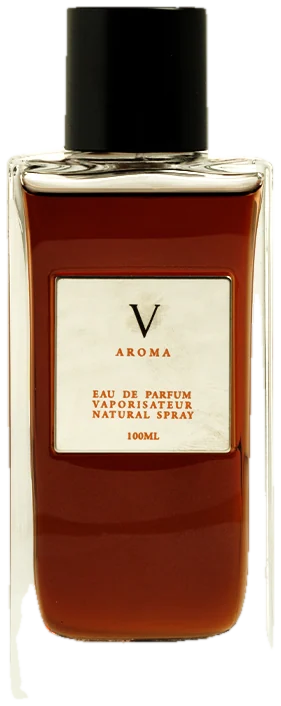 V
AROMA
EAU DE PARFUM
VAPORISATEUR
NATURAL SPRAY
100ML